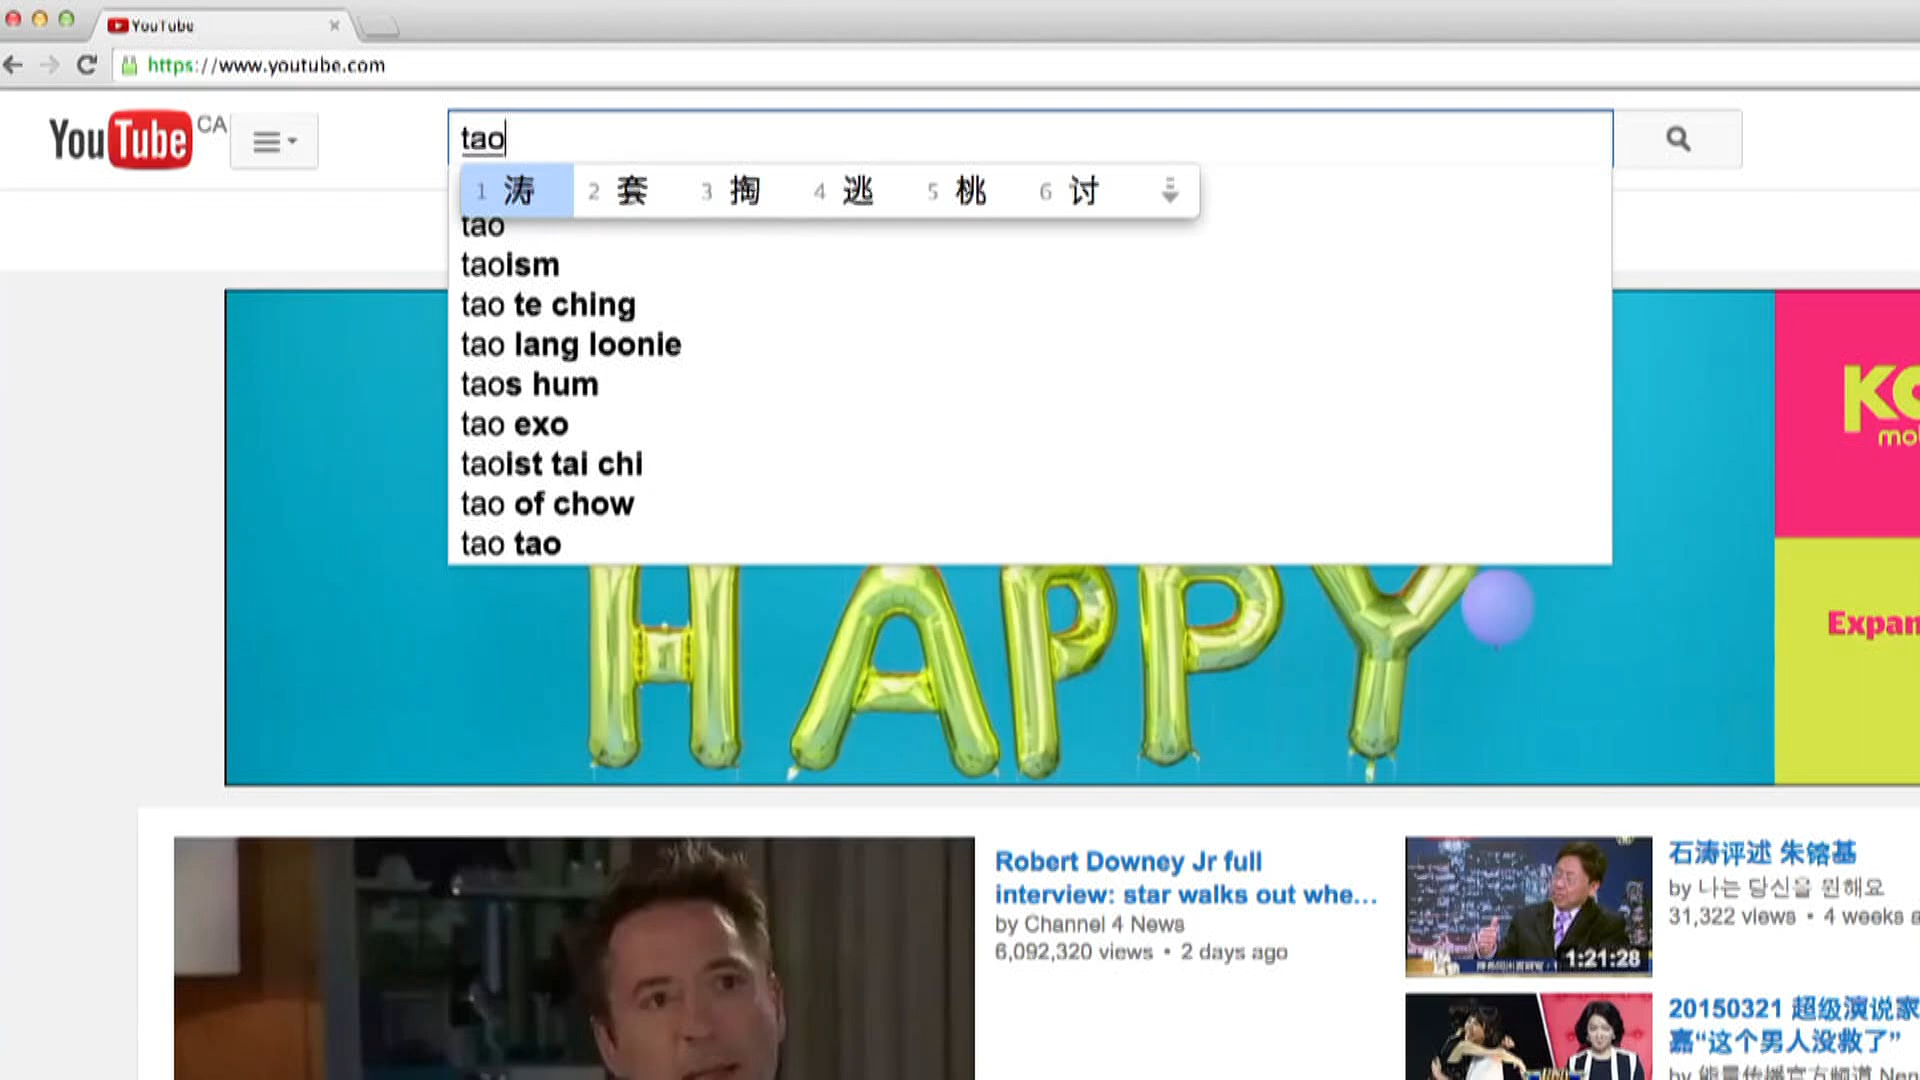 YouTube
https://www.youtube.com
YouTube CA
tao
1 涛 2 套 3 掏 4 逃 5 桃 6 讨
tao
taoism
tao te ching
tao lang loonie
taos hum
tao exo
taoist tai chi
tao of chow
tao tao
HAPPY
Expan
Robert Downey Jr full
interview: star walks out whe...
by Channel 4 News
6,092,320 views • 2 days ago
石涛评述 朱镕基
by 나는 당신을 원해요
31,322 views • 4 weeks a
1:21:28
20150321 超级演说家
嘉“这个男人没救了”